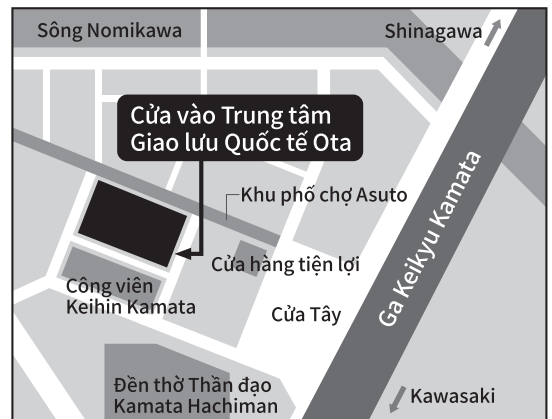 Sông Nomikawa
Shinagawa
Cửa vào Trung tâm
Giao lưu Quốc tế Ota
Khu phố chợ Asuto
Ga Keikyu Kamata
Cửa hàng tiện lợi
Công viên
Keihin Kamata
Cửa Tây
Đền thờ Thần đạo
Kamata Hachiman
Kawasaki